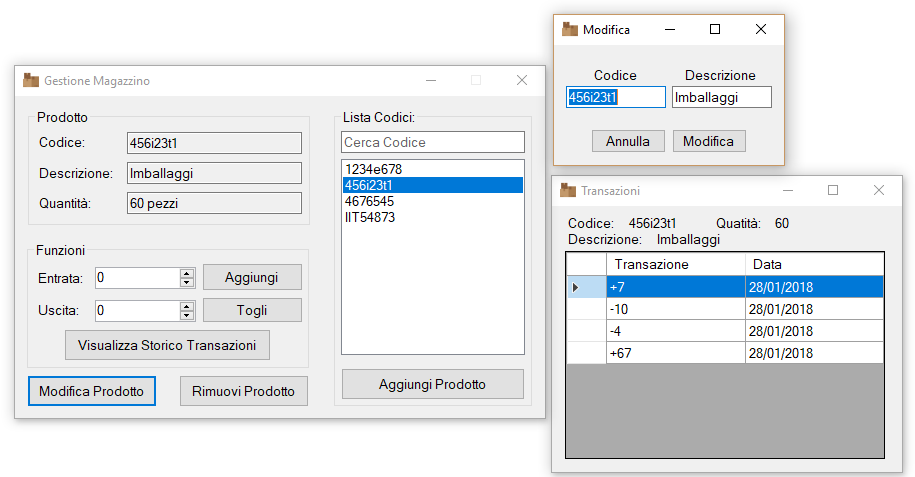 Gestione Magazzino
Prodotto
Codice: 456i23t1
Descrizione: Imballaggi
Quantità: 60 pezzi
Funzioni
Entrata: 0 Aggiungi
Uscita: 0 Togli
Visualizza Storico Transazioni
Modifica Prodotto Rimuovi Prodotto
Lista Codici:
Cerca Codice
1234e678
456i23t1
4676545
IIT54873
Aggiungi Prodotto
Modifica
Codice Descrizione
456i23t1 Imballaggi
Annulla Modifica
Transazioni
Codice: 456i23t1 Quatità: 60
Descrizione: Imballaggi
Transazione Data
+7 28/01/2018
-10 28/01/2018
-4 28/01/2018
+67 28/01/2018